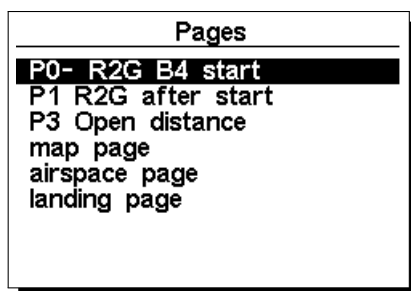 Pages
P0- R2G B4 start
P1 R2G after start
P3 Open distance
map page
airspace page
landing page